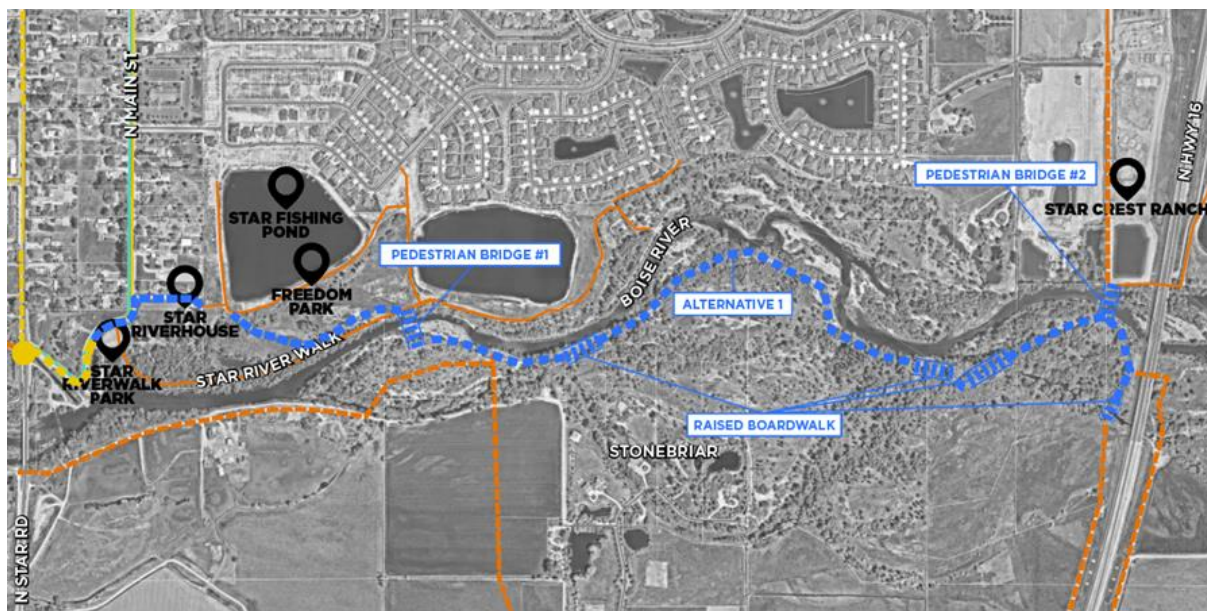 N MAIN ST
N HWY 16
PEDESTRIAN BRIDGE #2
STAR CREST RANCH
STAR FISHING
POND
PEDESTRIAN BRIDGE #1
FREEDOM
PARK
BOISE RIVER
ALTERNATIVE 1
STAR
RIVERHOUSE
STAR RIVER WALK
STAR
RIVERWALK
PARK
RAISED BOARDWALK
STONEBRIAR
N STAR RD